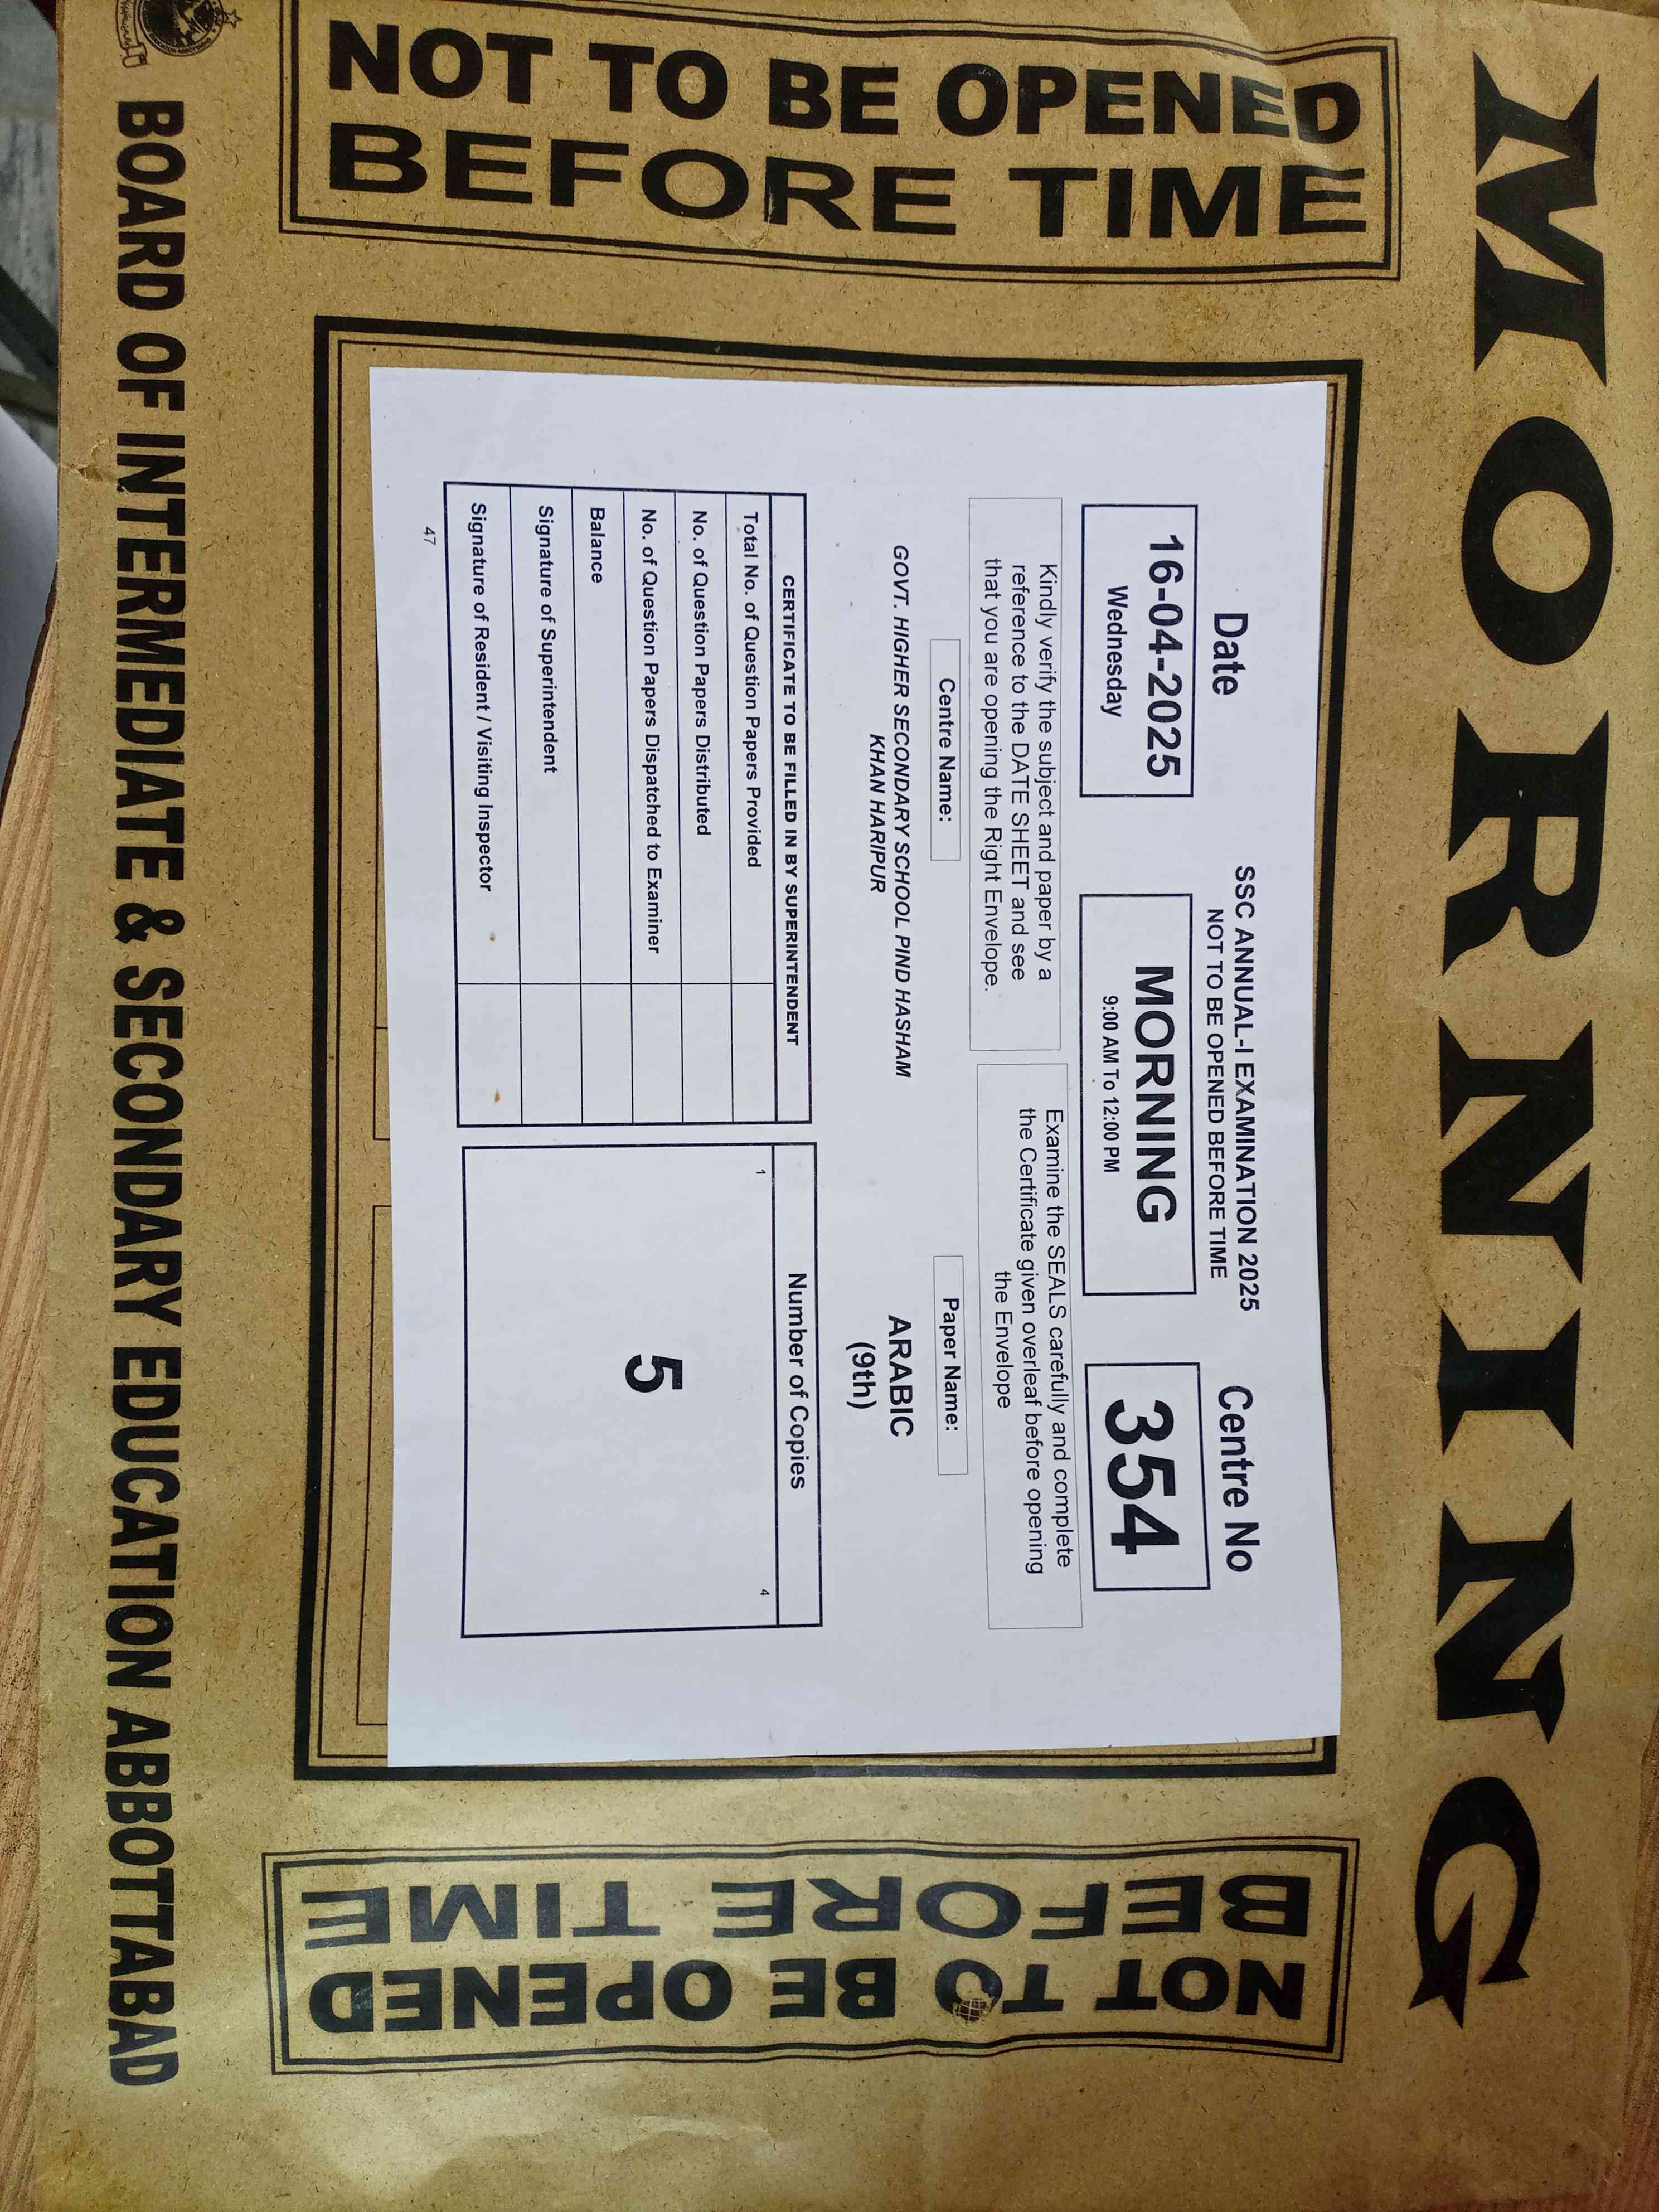 MORNING
NOT TO BE OPENED
BEFORE TIME
Date
16-04-2025
Wednesday
SSC ANNUAL-I EXAMINATION 2025
NOT TO BE OPENED BEFORE TIME
MORNING
9:00 AM To 12:00 PM
Centre No
354
Kindly verify the subject and paper by a
reference to the DATE SHEET and see
that you are opening the Right Envelope.
Examine the SEALS carefully and complete
the Certificate given overleaf before opening
the Envelope
Centre Name:
GOVT. HIGHER SECONDARY SCHOOL PIND HASHAM
KHAN HARIPUR
Paper Name:
ARABIC
(9th)
CERTIFICATE TO BE FILLED IN BY SUPERINTENDENT
Total No. of Question Papers Provided
No. of Question Papers Distributed
No. of Question Papers Dispatched to Examiner
Balance
Signature of Superintendent
Signature of Resident / Visiting Inspector
Number of Copies
1
4
5
47
NOT TO BE OPENED
BEFORE TIME
BOARD OF INTERMEDIATE & SECONDARY EDUCATION ABBOTTABAD